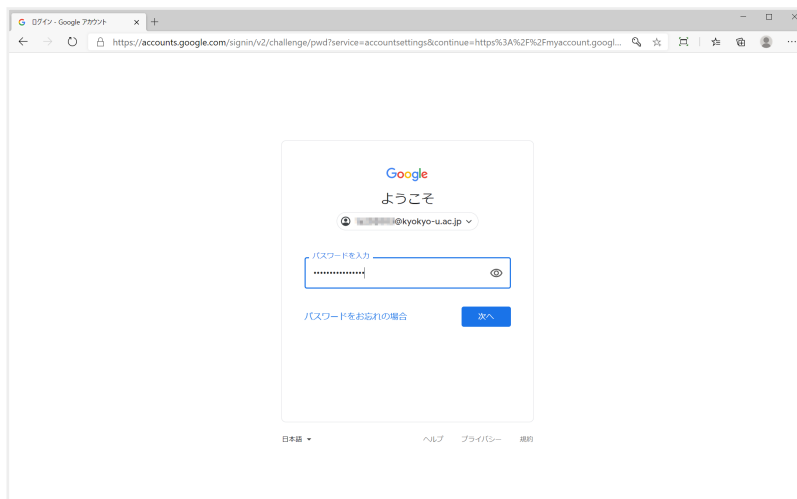 ログイン - Google アカウント
https://accounts.google.com/signin/v2/challenge/pwd?service=accountsettings&continue=https%3A%2F%2Fmyaccount.googl...
Google
ようこそ
@kyokyo-u.ac.jp
パスワードを入力
•••••••••••••••
パスワードをお忘れの場合
次へ
日本語
ヘルプ プライバシー 規約